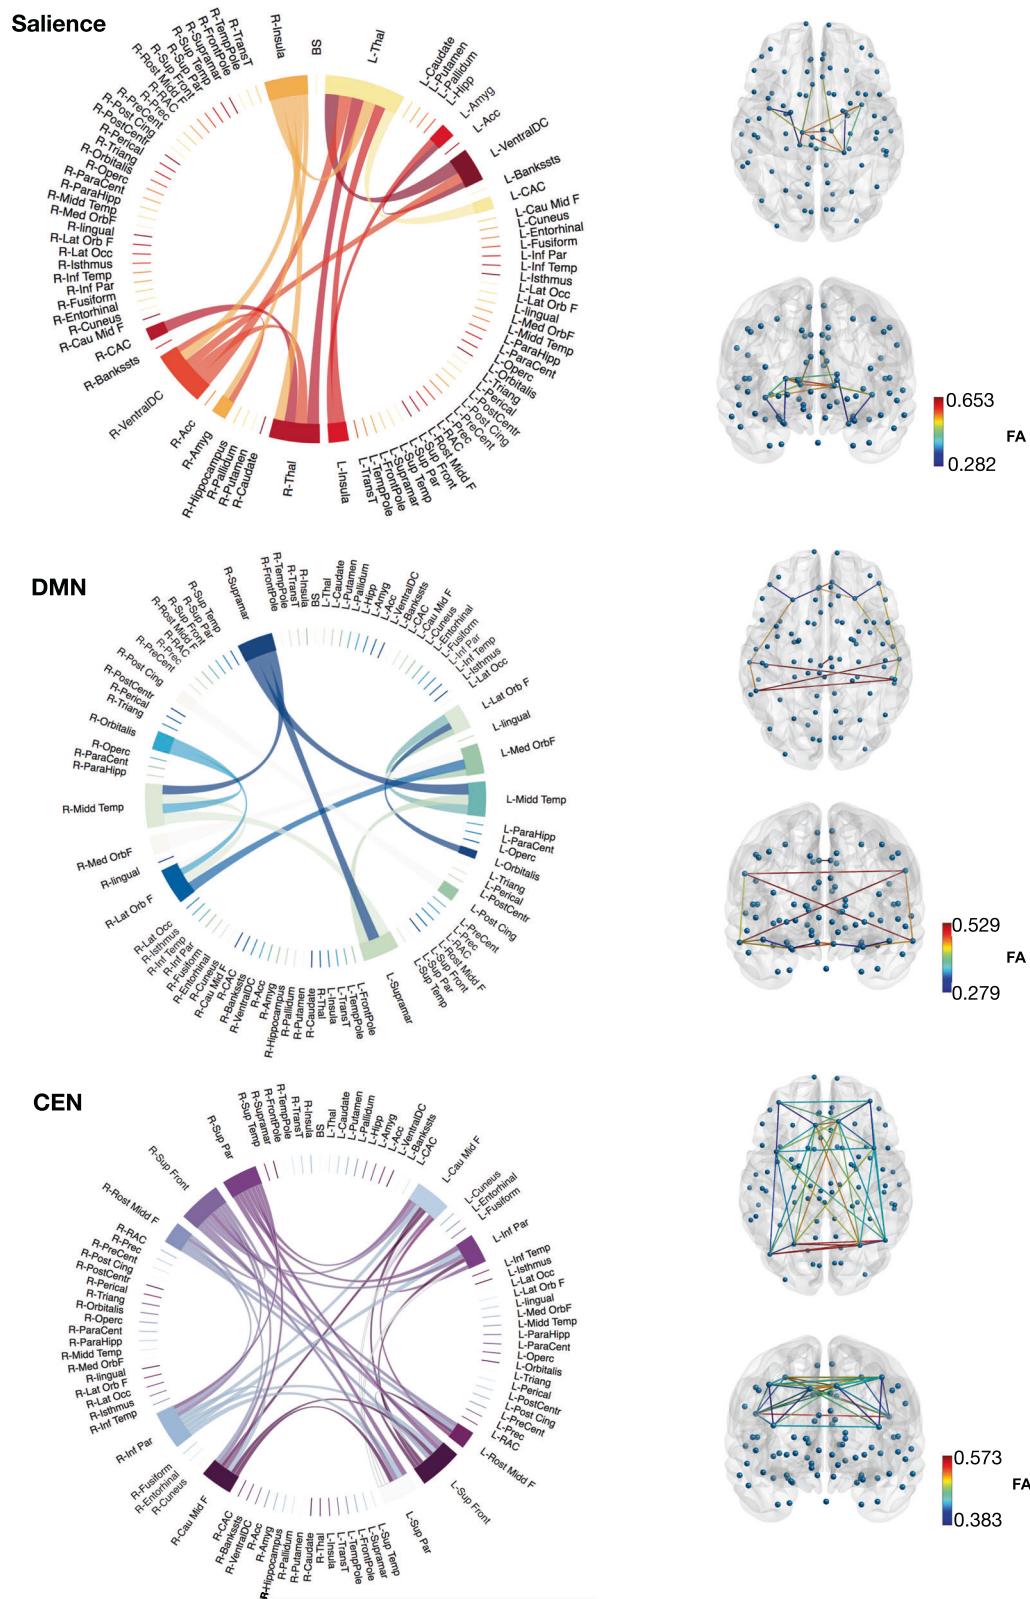 Salience
R-TransT
R-TempPole
R-FrontPole
R-Supramar
R-Sup Temp
R-Sup Par
R-Sup Front
R-Rost Midd F
R-RAC
R-Prec
R-PreCent
R-Post Cing
R-PostCentr
R-Perical
R-Triang
R-Orbitalis
R-Operc
R-ParaCent
R-ParaHipp
R-Midd Temp
R-Med OrbF
R-lingual
R-Lat Orb F
R-Lat Occ
R-Isthmus
R-Inf Temp
R-Inf Par
R-Fusiform
R-Entorhinal
R-Cuneus
R-Cau Mid F
R-CAC
R-Bankssts
R-VentralDC
R-Acc
R-Amyg
R-Hippocampus
R-Pallidum
R-Putamen
R-Caudate
R-Thal
R-Insula
BS
L-Thal
L-Caudate
L-Putamen
L-Pallidum
L-Hipp
L-Amyg
L-Acc
L-VentralDC
L-Bankssts
L-CAC
L-Cau Mid F
L-Cuneus
L-Entorhinal
L-Fusiform
L-Inf Par
L-Inf Temp
L-Isthmus
L-Lat Occ
L-Lat Orb F
L-lingual
L-Med OrbF
L-Midd Temp
L-ParaHipp
L-ParaCent
L-Operc
L-Orbitalis
L-Triang
L-Perical
L-PostCentr
L-Post Cing
L-PreCent
L-Prec
L-RAC
L-Rost Midd F
L-Sup Front
L-Sup Par
L-Sup Temp
L-Supramar
L-FrontPole
L-TempPole
L-TransT
L-Insula
0.653
FA
0.282
DMN
R-Supramar
R-FrontPole
R-TempPole
R-TransT
R-Insula
BS
L-Thal
L-Caudate
L-Putamen
L-Pallidum
L-Hipp
L-Amyg
L-Acc
L-VentralDC
L-Bankssts
L-CAC
L-Cau Mid F
L-Cuneus
L-Entorhinal
L-Fusiform
L-Inf Par
L-Inf Temp
L-Isthmus
L-Lat Occ
L-Lat Orb F
L-lingual
L-Med OrbF
L-Midd Temp
L-ParaHipp
L-ParaCent
L-Operc
L-Orbitalis
L-Triang
L-Perical
L-PostCentr
L-Post Cing
L-PreCent
L-Prec
L-RAC
L-Rost Midd F
L-Sup Front
L-Sup Par
L-Sup Temp
L-Supramar
L-FrontPole
L-TempPole
L-TransT
L-Insula
R-Thal
R-Caudate
R-Putamen
R-Pallidum
R-Hippocampus
R-Amyg
R-Acc
R-VentralDC
R-Bankssts
R-CAC
R-Cau Mid F
R-Cuneus
R-Entorhinal
R-Fusiform
R-Inf Par
R-Inf Temp
R-Isthmus
R-Lat Occ
R-Lat Orb F
R-lingual
R-Med OrbF
R-Midd Temp
R-ParaHipp
R-ParaCent
R-Operc
R-Orbitalis
R-Triang
R-Perical
R-PostCentr
R-Post Cing
R-PreCent
R-Prec
R-RAC
R-Rost Midd F
R-Sup Front
R-Sup Par
R-Sup Temp
0.529
FA
0.279
CEN
R-Sup Par
R-Sup Temp
R-Supramar
R-FrontPole
R-TempPole
R-TransT
R-Insula
BS
L-Thal
L-Caudate
L-Putamen
L-Pallidum
L-Hipp
L-Amyg
L-Acc
L-VentralDC
L-Bankssts
L-CAC
L-Cau Mid F
L-Cuneus
L-Entorhinal
L-Fusiform
L-Inf Par
L-Inf Temp
L-Isthmus
L-Lat Occ
L-Lat Orb F
L-lingual
L-Med OrbF
L-Midd Temp
L-ParaHipp
L-ParaCent
L-Operc
L-Orbitalis
L-Triang
L-Perical
L-PostCentr
L-Post Cing
L-PreCent
L-Prec
L-RAC
L-Rost Midd F
L-Sup Front
L-Sup Par
L-Sup Temp
L-Supramar
L-FrontPole
L-TempPole
L-TransT
L-Insula
R-Thal
R-Caudate
R-Putamen
R-Pallidum
R-Hippocampus
R-Amyg
R-Acc
R-VentralDC
R-Bankssts
R-CAC
R-Cau Mid F
R-Cuneus
R-Entorhinal
R-Fusiform
R-Inf Par
R-Inf Temp
R-Isthmus
R-Lat Occ
R-Lat Orb F
R-lingual
R-Med OrbF
R-Midd Temp
R-ParaHipp
R-ParaCent
R-Operc
R-Orbitalis
R-Triang
R-Perical
R-PostCentr
R-Post Cing
R-PreCent
R-Prec
R-RAC
R-Rost Midd F
R-Sup Front
0.573
FA
0.383